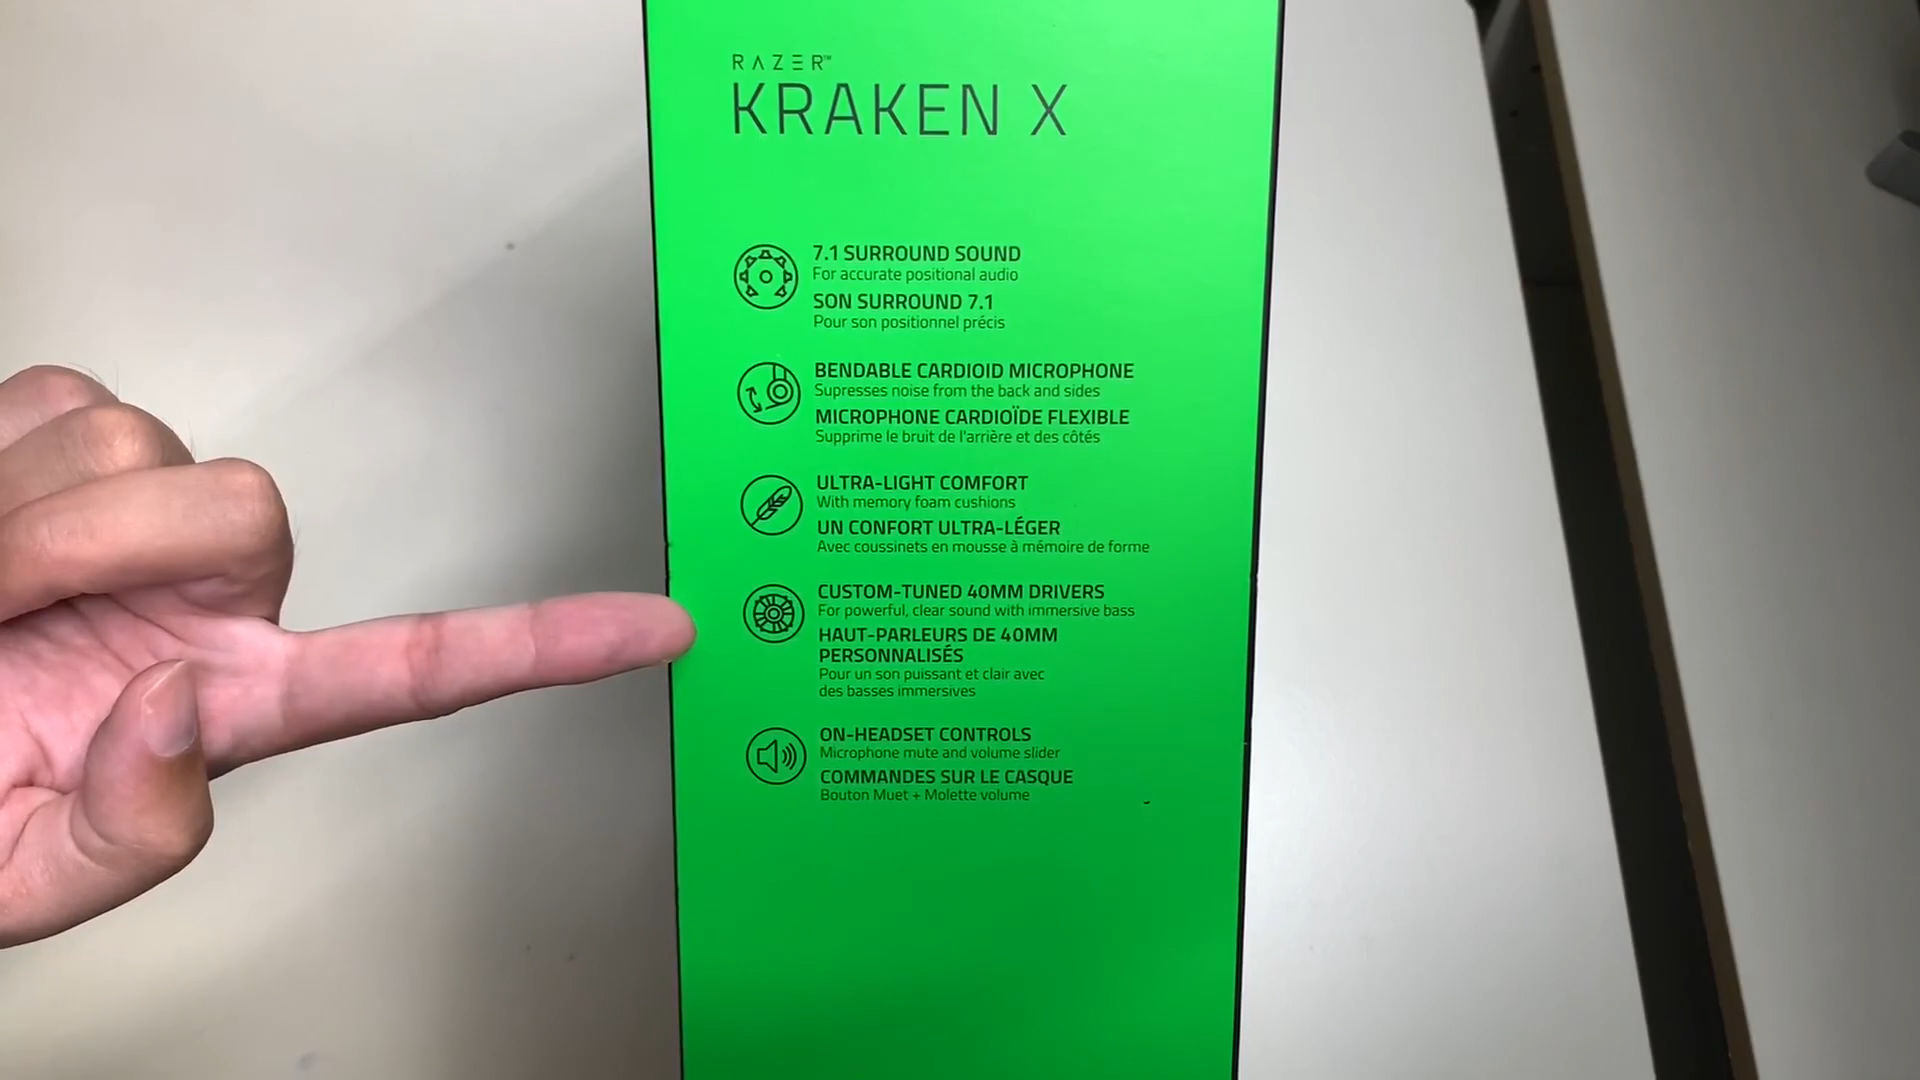 RAZER™
KRAKEN X
7.1 SURROUND SOUND
For accurate positional audio
SON SURROUND 7.1
Pour son positionnel précis
BENDABLE CARDIOID MICROPHONE
Supresses noise from the back and sides
MICROPHONE CARDIOÏDE FLEXIBLE
Supprime le bruit de l'arrière et des côtés
ULTRA-LIGHT COMFORT
With memory foam cushions
UN CONFORT ULTRA-LÉGER
Avec coussinets en mousse à mémoire de forme
CUSTOM-TUNED 40MM DRIVERS
For powerful, clear sound with immersive bass
HAUT-PARLEURS DE 40MM
PERSONNALISÉS
Pour un son puissant et clair avec
des basses immersives
ON-HEADSET CONTROLS
Microphone mute and volume slider
COMMANDES SUR LE CASQUE
Bouton Muet + Molette volume